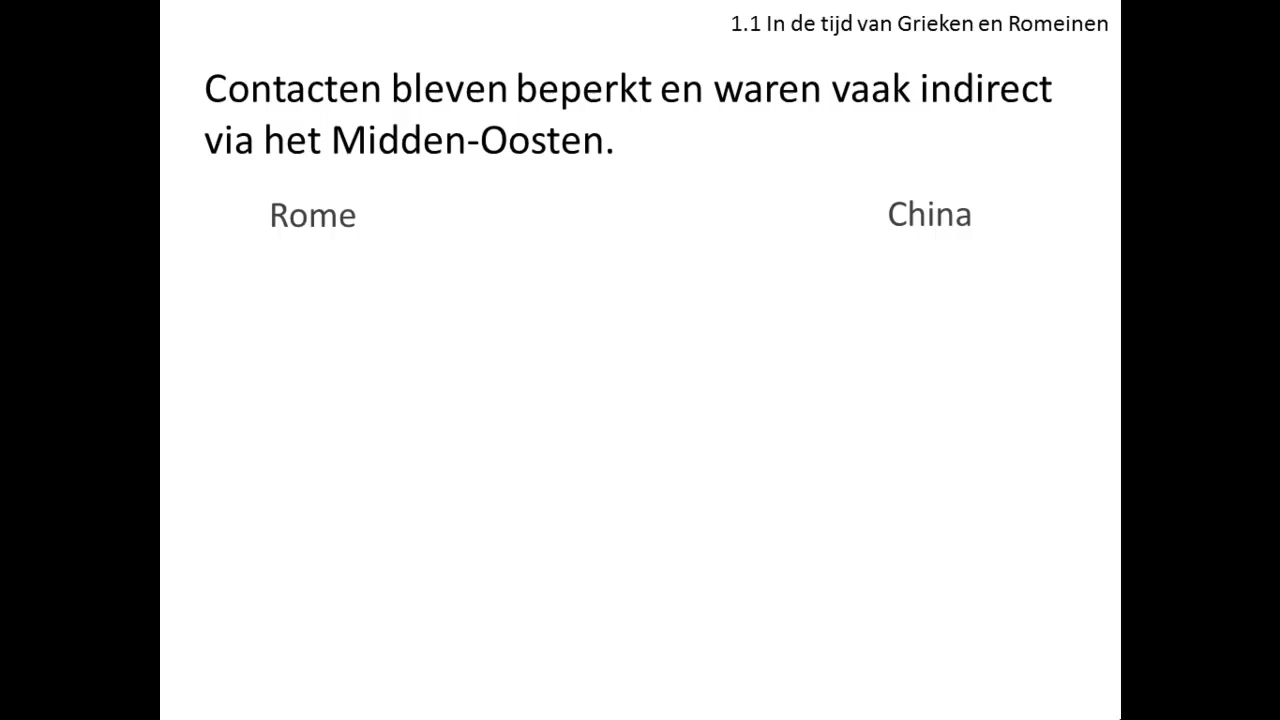 1.1 In de tijd van Grieken en Romeinen
Contacten bleven beperkt en waren vaak indirect
via het Midden-Oosten.
Rome China